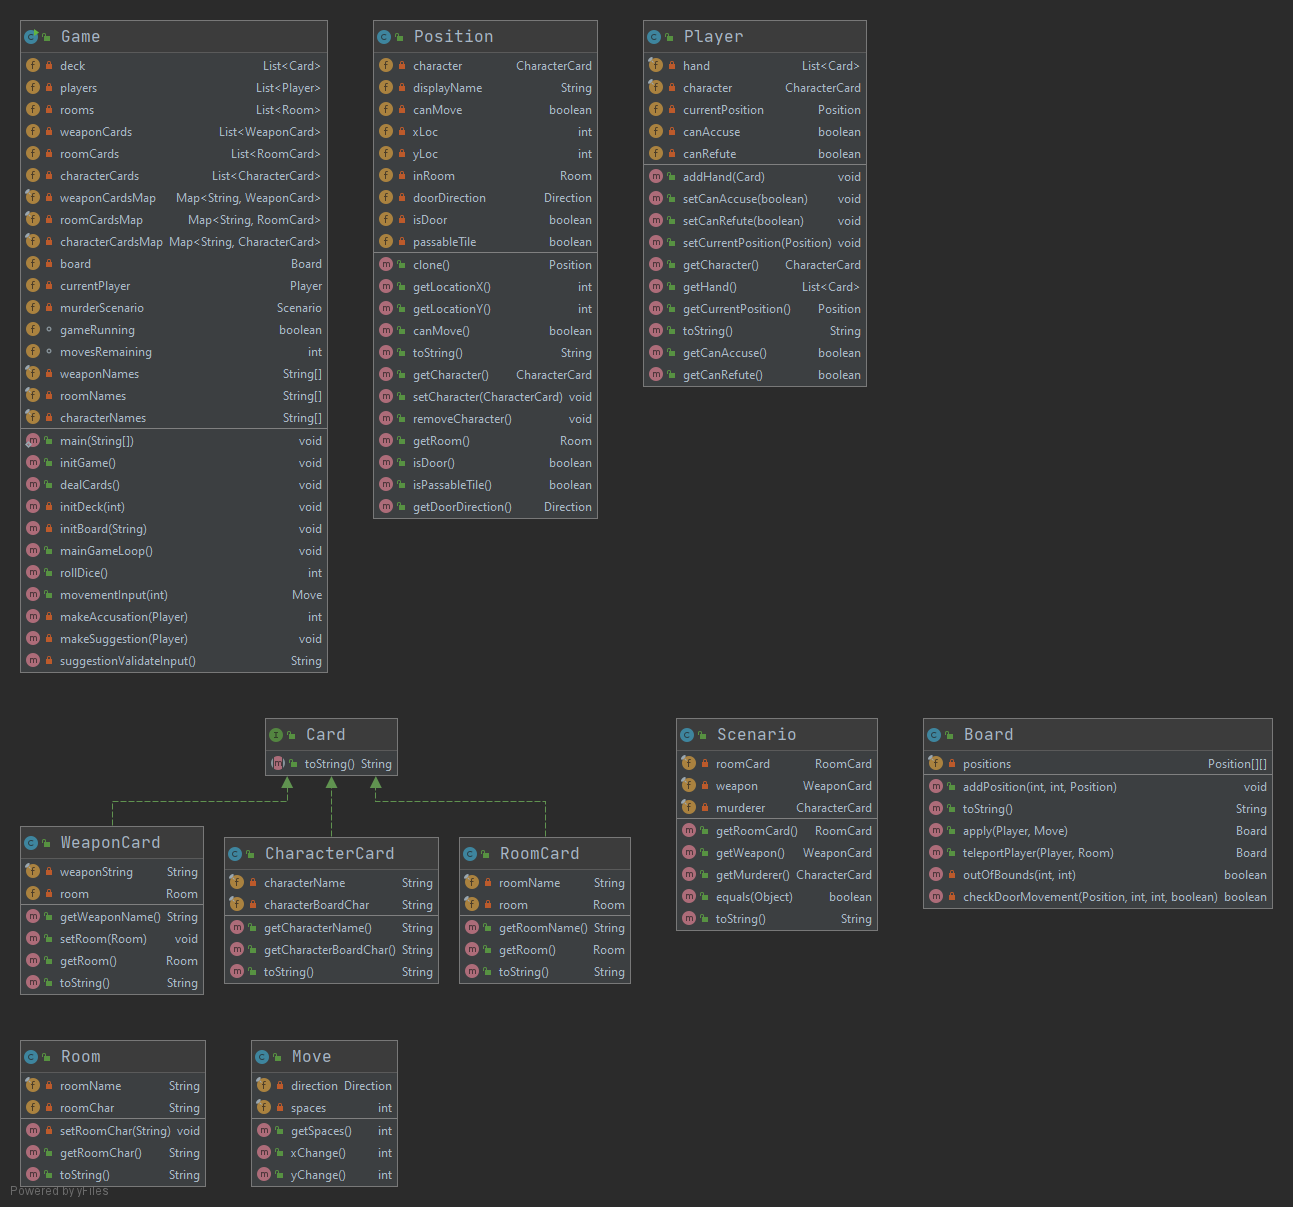 Game
deck List<Card>
players List<Player>
rooms List<Room>
weaponCards List<WeaponCard>
roomCards List<RoomCard>
characterCards List<CharacterCard>
weaponCardsMap Map<String, WeaponCard>
roomCardsMap Map<String, RoomCard>
characterCardsMap Map<String, CharacterCard>
board Board
currentPlayer Player
murderScenario Scenario
gameRunning boolean
movesRemaining int
weaponNames String[]
roomNames String[]
characterNames String[]
main(String[]) void
initGame() void
dealCards() void
initDeck(int) void
initBoard(String) void
mainGameLoop() void
rollDice() int
movementInput(int) Move
makeAccusation(Player) int
makeSuggestion(Player) void
suggestionValidateInput() String
Position
character CharacterCard
displayName String
canMove boolean
xLoc int
yLoc int
inRoom Room
doorDirection Direction
isDoor boolean
passableTile boolean
clone() Position
getLocationX() int
getLocationY() int
canMove() boolean
toString() String
getCharacter() CharacterCard
setCharacter(CharacterCard) void
removeCharacter() void
getRoom() Room
isDoor() boolean
isPassableTile() boolean
getDoorDirection() Direction
Player
hand List<Card>
character CharacterCard
currentPosition Position
canAccuse boolean
canRefute boolean
addHand(Card) void
setCanAccuse(boolean) void
setCanRefute(boolean) void
setCurrentPosition(Position) void
getCharacter() CharacterCard
getHand() List<Card>
getCurrentPosition() Position
toString() String
getCanAccuse() boolean
getCanRefute() boolean
Card
toString() String
WeaponCard
weaponString String
room Room
getWeaponName() String
setRoom(Room) void
getRoom() Room
toString() String
CharacterCard
characterName String
characterBoardChar String
getCharacterName() String
getCharacterBoardChar() String
toString() String
RoomCard
roomName String
room Room
getRoomName() String
getRoom() Room
toString() String
Scenario
roomCard RoomCard
weapon WeaponCard
murderer CharacterCard
getRoomCard() RoomCard
getWeapon() WeaponCard
getMurderer() CharacterCard
equals(Object) boolean
toString() String
Board
positions Position[][]
addPosition(int, int, Position) void
toString() String
apply(Player, Move) Board
teleportPlayer(Player, Room) Board
outOfBounds(int, int) boolean
checkDoorMovement(Position, int, int, boolean) boolean
Room
roomName String
roomChar String
setRoomChar(String) void
getRoomChar() String
toString() String
Move
direction Direction
spaces int
getSpaces() int
xChange() int
yChange() int
Powered by yFiles